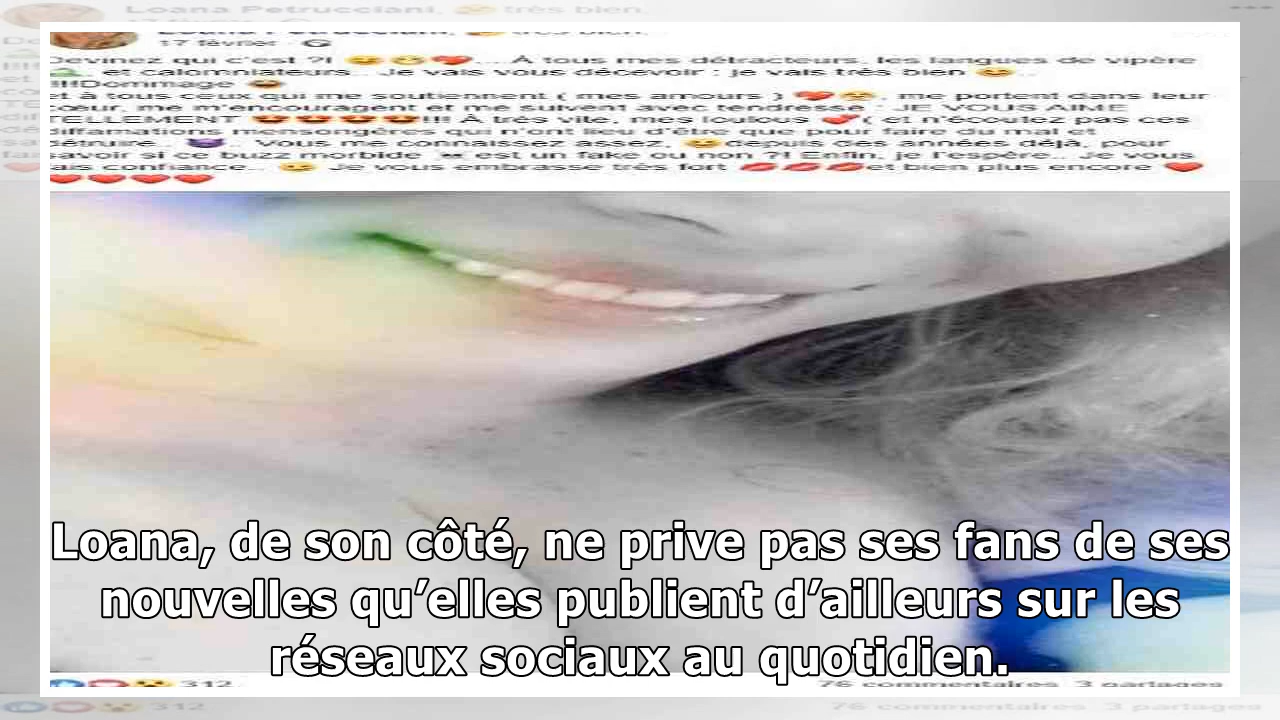 Loana Petrucciani, très bien.
17 février
Devinez qui c'est ?! .... À tous mes détracteurs, les langues de vipère
et calomniateurs... Je vais vous décevoir : je vais très bien
!!!!Dommage
et à tous ceux qui me soutiennent ( mes amours ) , me portent dans leur
cœur, me m'encouragent et me suivent avec tendresse : JE VOUS AIME
TELLEMENT !!!! À très vite, mes loulous ( et n'écoutez pas ces
diffamations mensongères qui n'ont lieu d'être que pour faire du mal et
détruire... Vous me connaissez assez, depuis des années déjà, pour
savoir si ce buzz morbide est un fake ou non ?! Enfin, je l'espère... Je vous
fais confiance... Je vous embrasse très fort et bien plus encore
Loana, de son côté, ne prive pas ses fans de ses
nouvelles qu’elles publient d’ailleurs sur les
réseaux sociaux au quotidien.
312 76 commentaires 3 partages